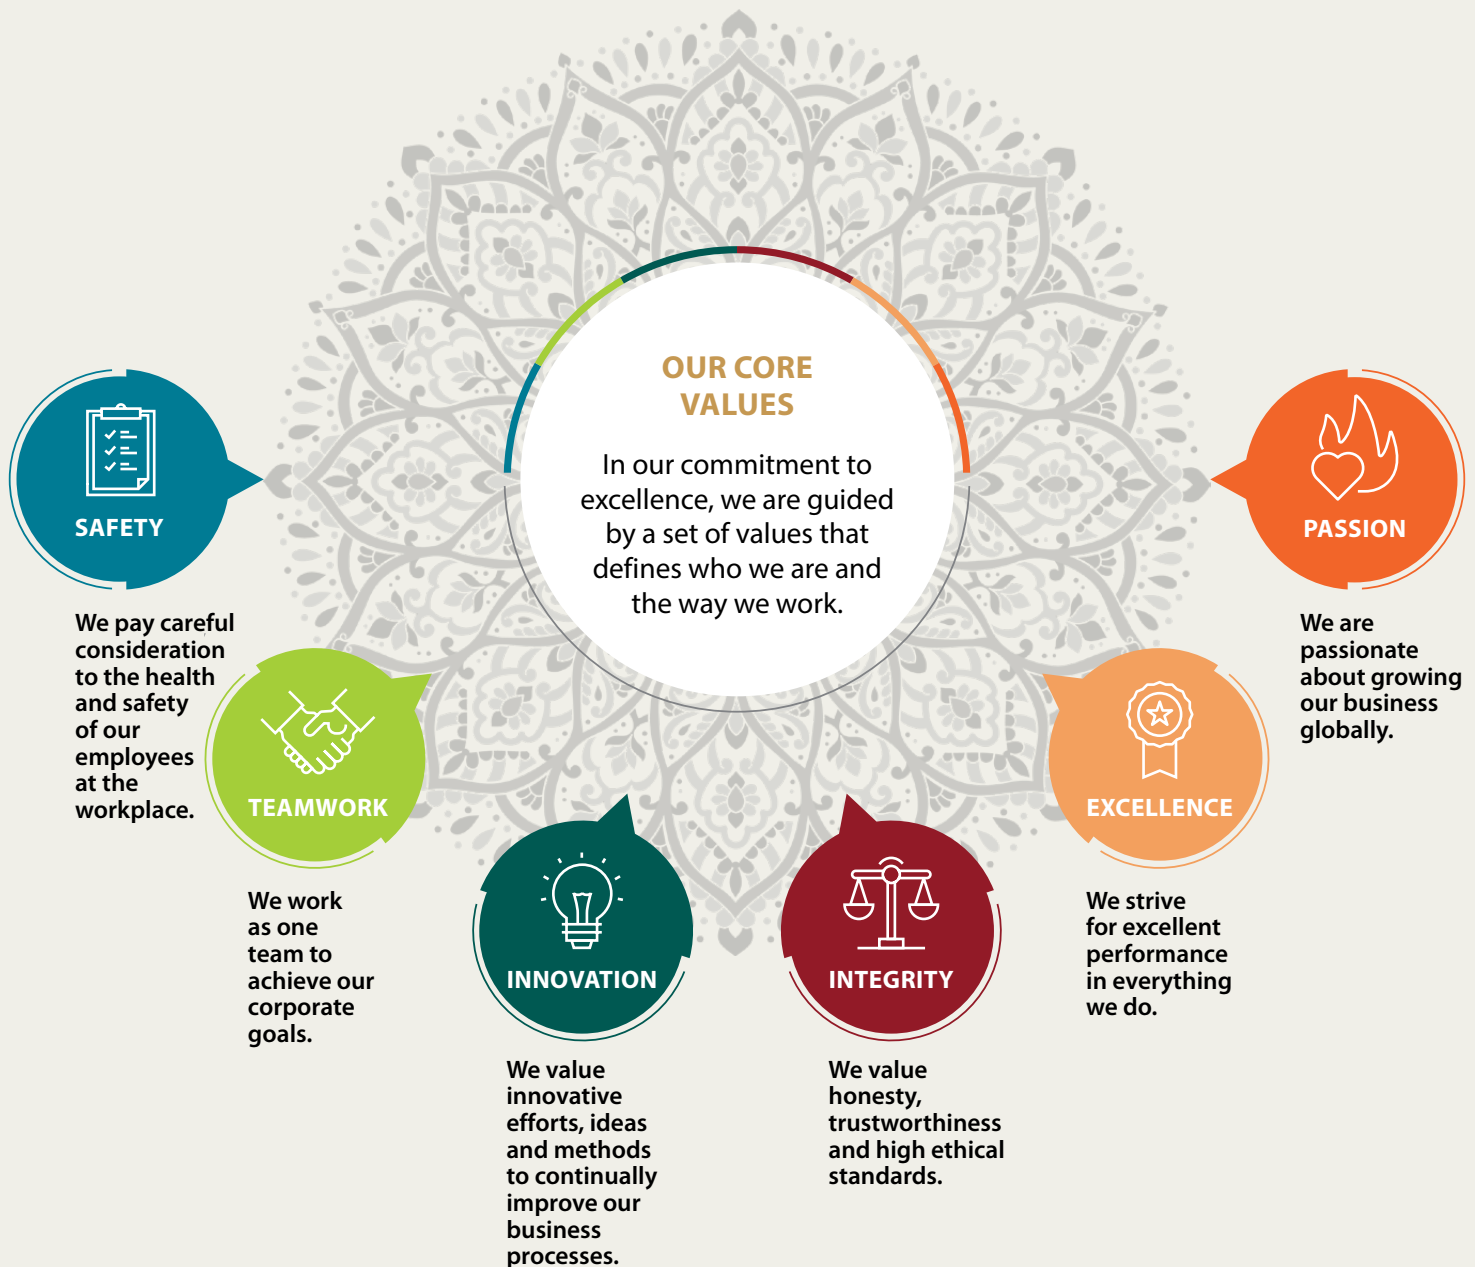 OUR CORE
VALUES
In our commitment to
excellence, we are guided
by a set of values that
defines who we are and
the way we work.
SAFETY
We pay careful
consideration
to the health
and safety
of our
employees
at the
workplace.
TEAMWORK
We work
as one
team to
achieve our
corporate
goals.
INNOVATION
We value
innovative
efforts, ideas
and methods
to continually
improve our
business
processes.
INTEGRITY
We value
honesty,
trustworthiness
and high ethical
standards.
EXCELLENCE
We strive
for excellent
performance
in everything
we do.
PASSION
We are
passionate
about growing
our business
globally.